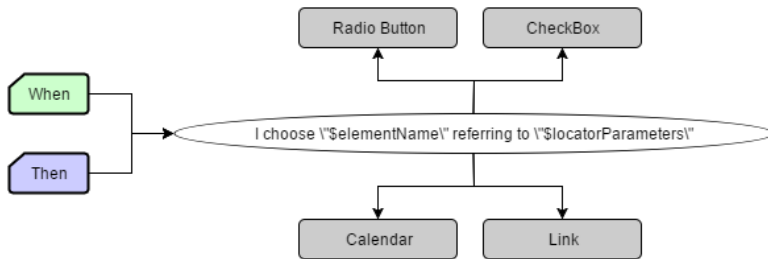 Radio Button
CheckBox
When
I choose \"$elementName\" referring to \"$locatorParameters\"
Then
Calendar
Link